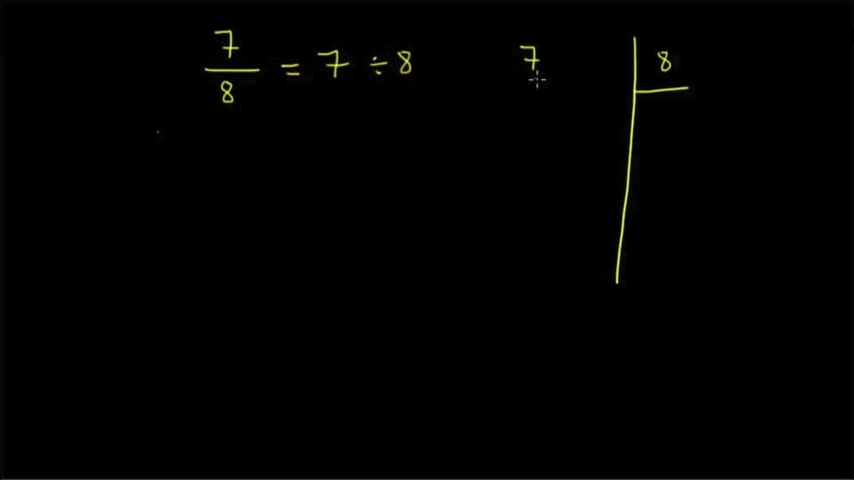 7/8 = 7 ÷ 8
7 | 8